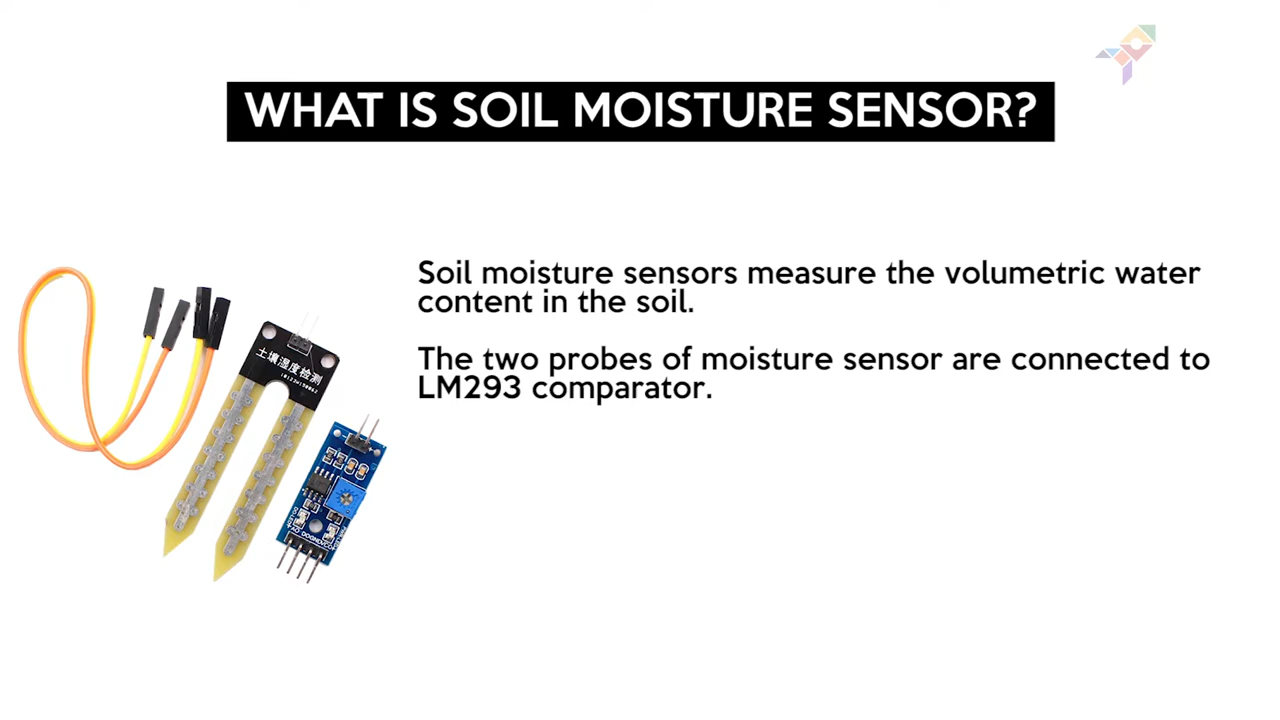 WHAT IS SOIL MOISTURE SENSOR?
Soil moisture sensors measure the volumetric water
content in the soil.
The two probes of moisture sensor are connected to
LM293 comparator.
土壤湿度检测